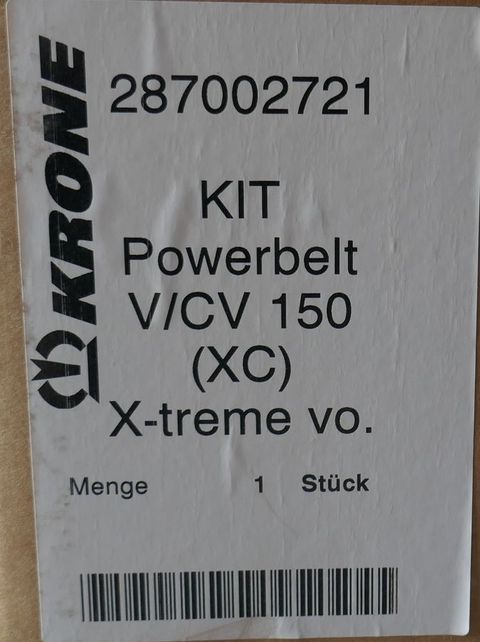 KRONE
287002721
KIT
Powerbelt
V/CV 150
(XC)
X-treme vo.
Menge 1 Stück